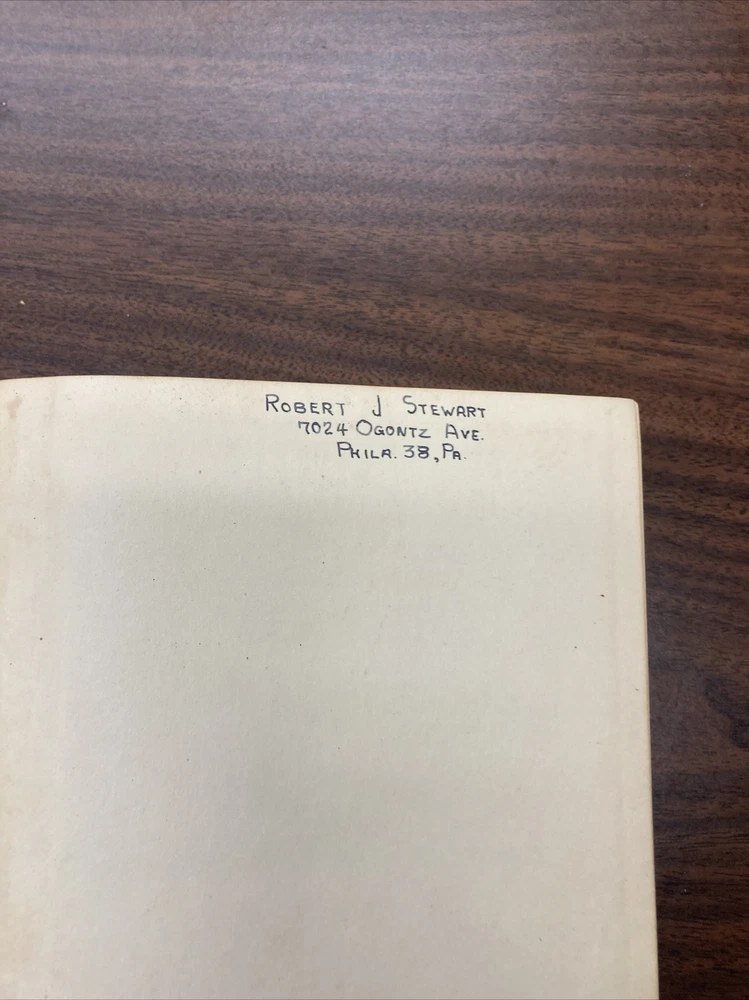 ROBERT J STEWART
7024 OGONTZ AVE.
PHILA. 38, PA.